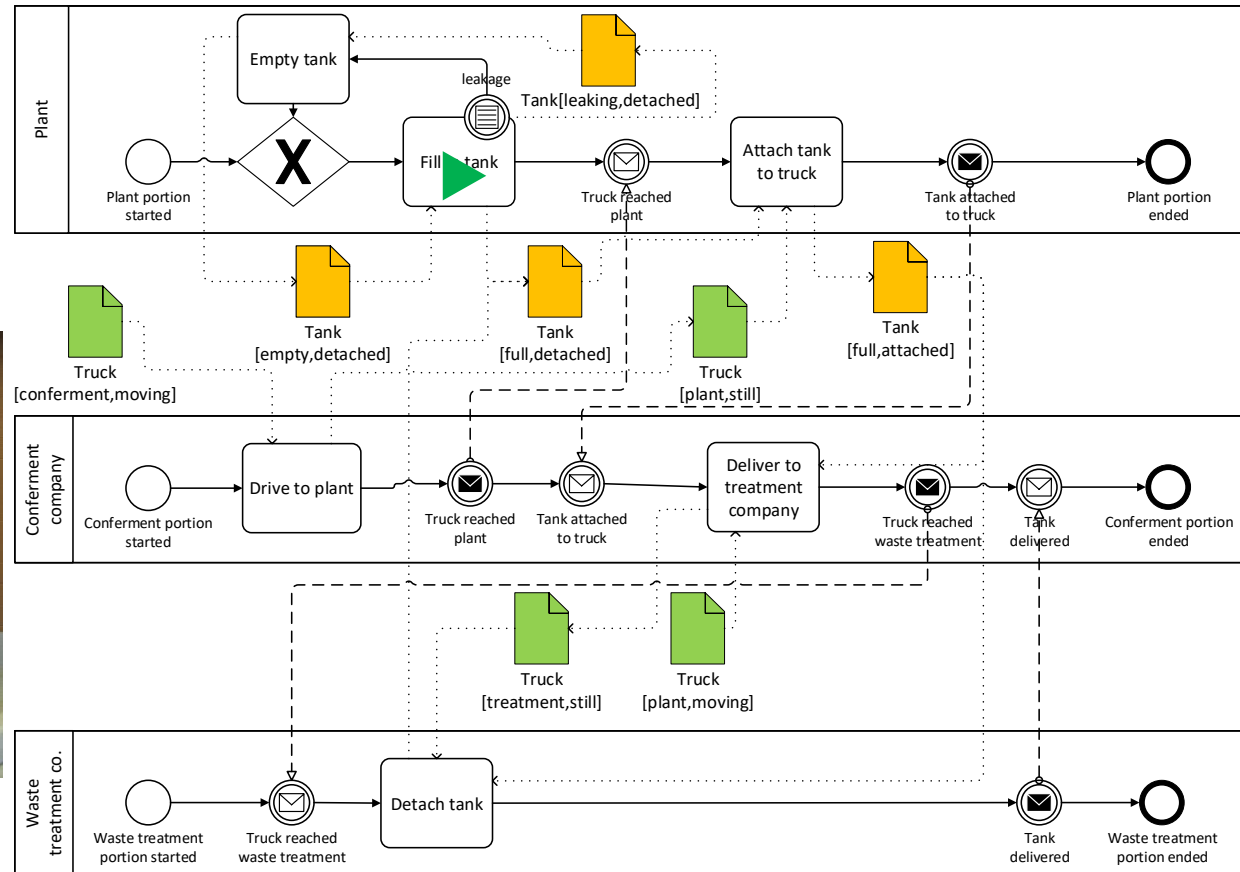 Plant
Empty tank
leakage
Tank[leaking,detached]
X
Fill tank
Attach tank
to truck
Plant portion
started
Truck reached
plant
Tank attached
to truck
Plant portion
ended
Truck
[conferment,moving]
Tank
[empty,detached]
Tank
[full,detached]
Truck
[plant,still]
Tank
[full,attached]
Conferment
company
Drive to plant
Deliver to
treatment
company
Conferment portion
started
Truck reached
plant
Tank attached
to truck
Truck reached
waste treatment
Tank
delivered
Conferment portion
ended
Truck
[treatment,still]
Truck
[plant,moving]
Waste
treatment co.
Detach tank
Waste treatment
portion started
Truck reached
waste treatment
Tank
delivered
Waste treatment
portion ended